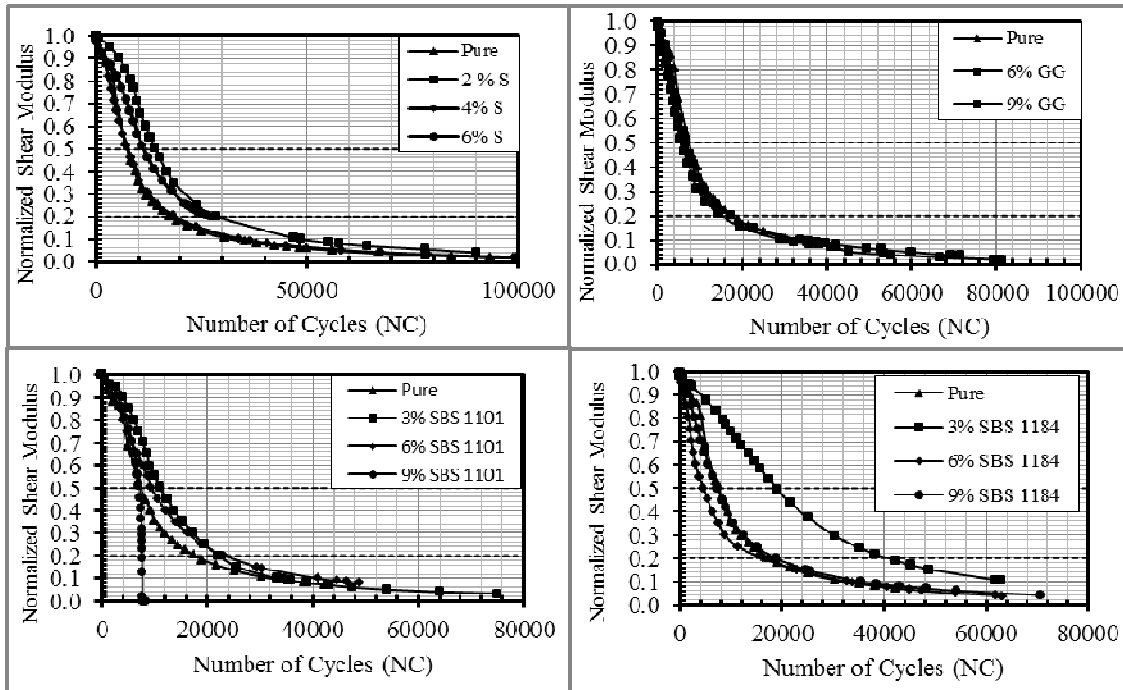 Normalized Shear Modulus
1.0
0.9
0.8
0.7
0.6
0.5
0.4
0.3
0.2
0.1
0.0
Pure
2 % S
4% S
6% S
0 50000 100000
Number of Cycles (NC)
Normalized Shear Modulus
1.0
0.9
0.8
0.7
0.6
0.5
0.4
0.3
0.2
0.1
0.0
Pure
6% GG
9% GG
0 20000 40000 60000 80000 100000
Number of Cycles (NC)
Normalized Shear Modulus
1.0
0.9
0.8
0.7
0.6
0.5
0.4
0.3
0.2
0.1
0.0
Pure
3% SBS 1101
6% SBS 1101
9% SBS 1101
0 20000 40000 60000 80000
Number of Cycles (NC)
Normalized Shear Modulus
1.0
0.9
0.8
0.7
0.6
0.5
0.4
0.3
0.2
0.1
0.0
Pure
3% SBS 1184
6% SBS 1184
9% SBS 1184
0 20000 40000 60000 80000
Number of Cycles (NC)